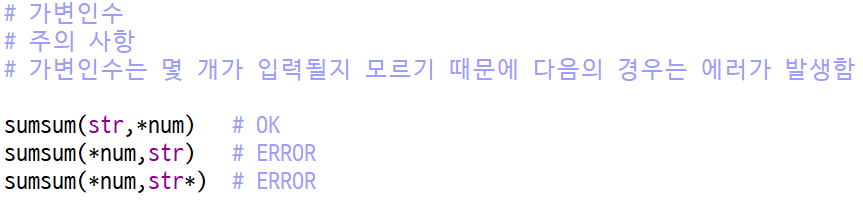 # 가변인수
# 주의 사항
# 가변인수는 몇 개가 입력될지 모르기 때문에 다음의 경우는 에러가 발생함
sumsum(str,*num)   # OK
sumsum(*num,str)   # ERROR
sumsum(*num,str*)  # ERROR